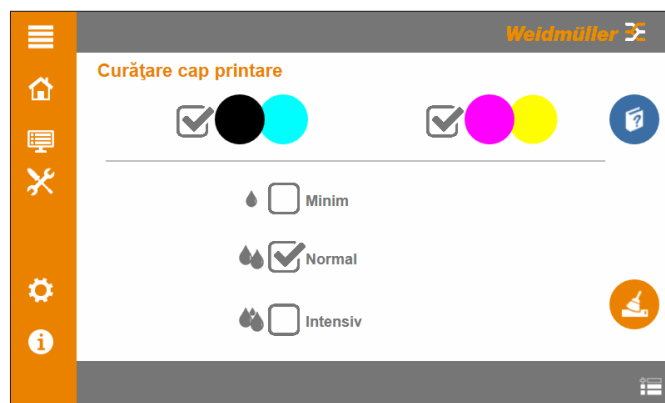 Weidmüller
Curăţare cap printare
Minim
Normal
Intensiv